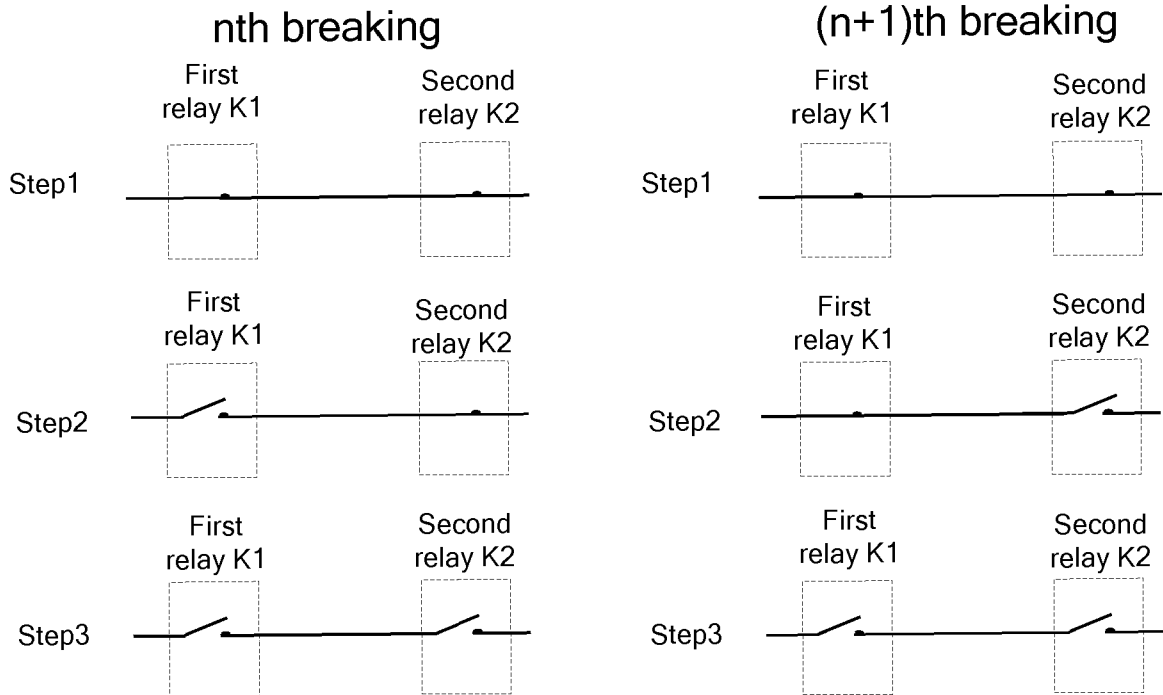 nth breaking
First
relay K1
Second
relay K2
Step1
First
relay K1
Second
relay K2
Step2
First
relay K1
Second
relay K2
Step3
(n+1)th breaking
First
relay K1
Second
relay K2
Step1
First
relay K1
Second
relay K2
Step2
First
relay K1
Second
relay K2
Step3